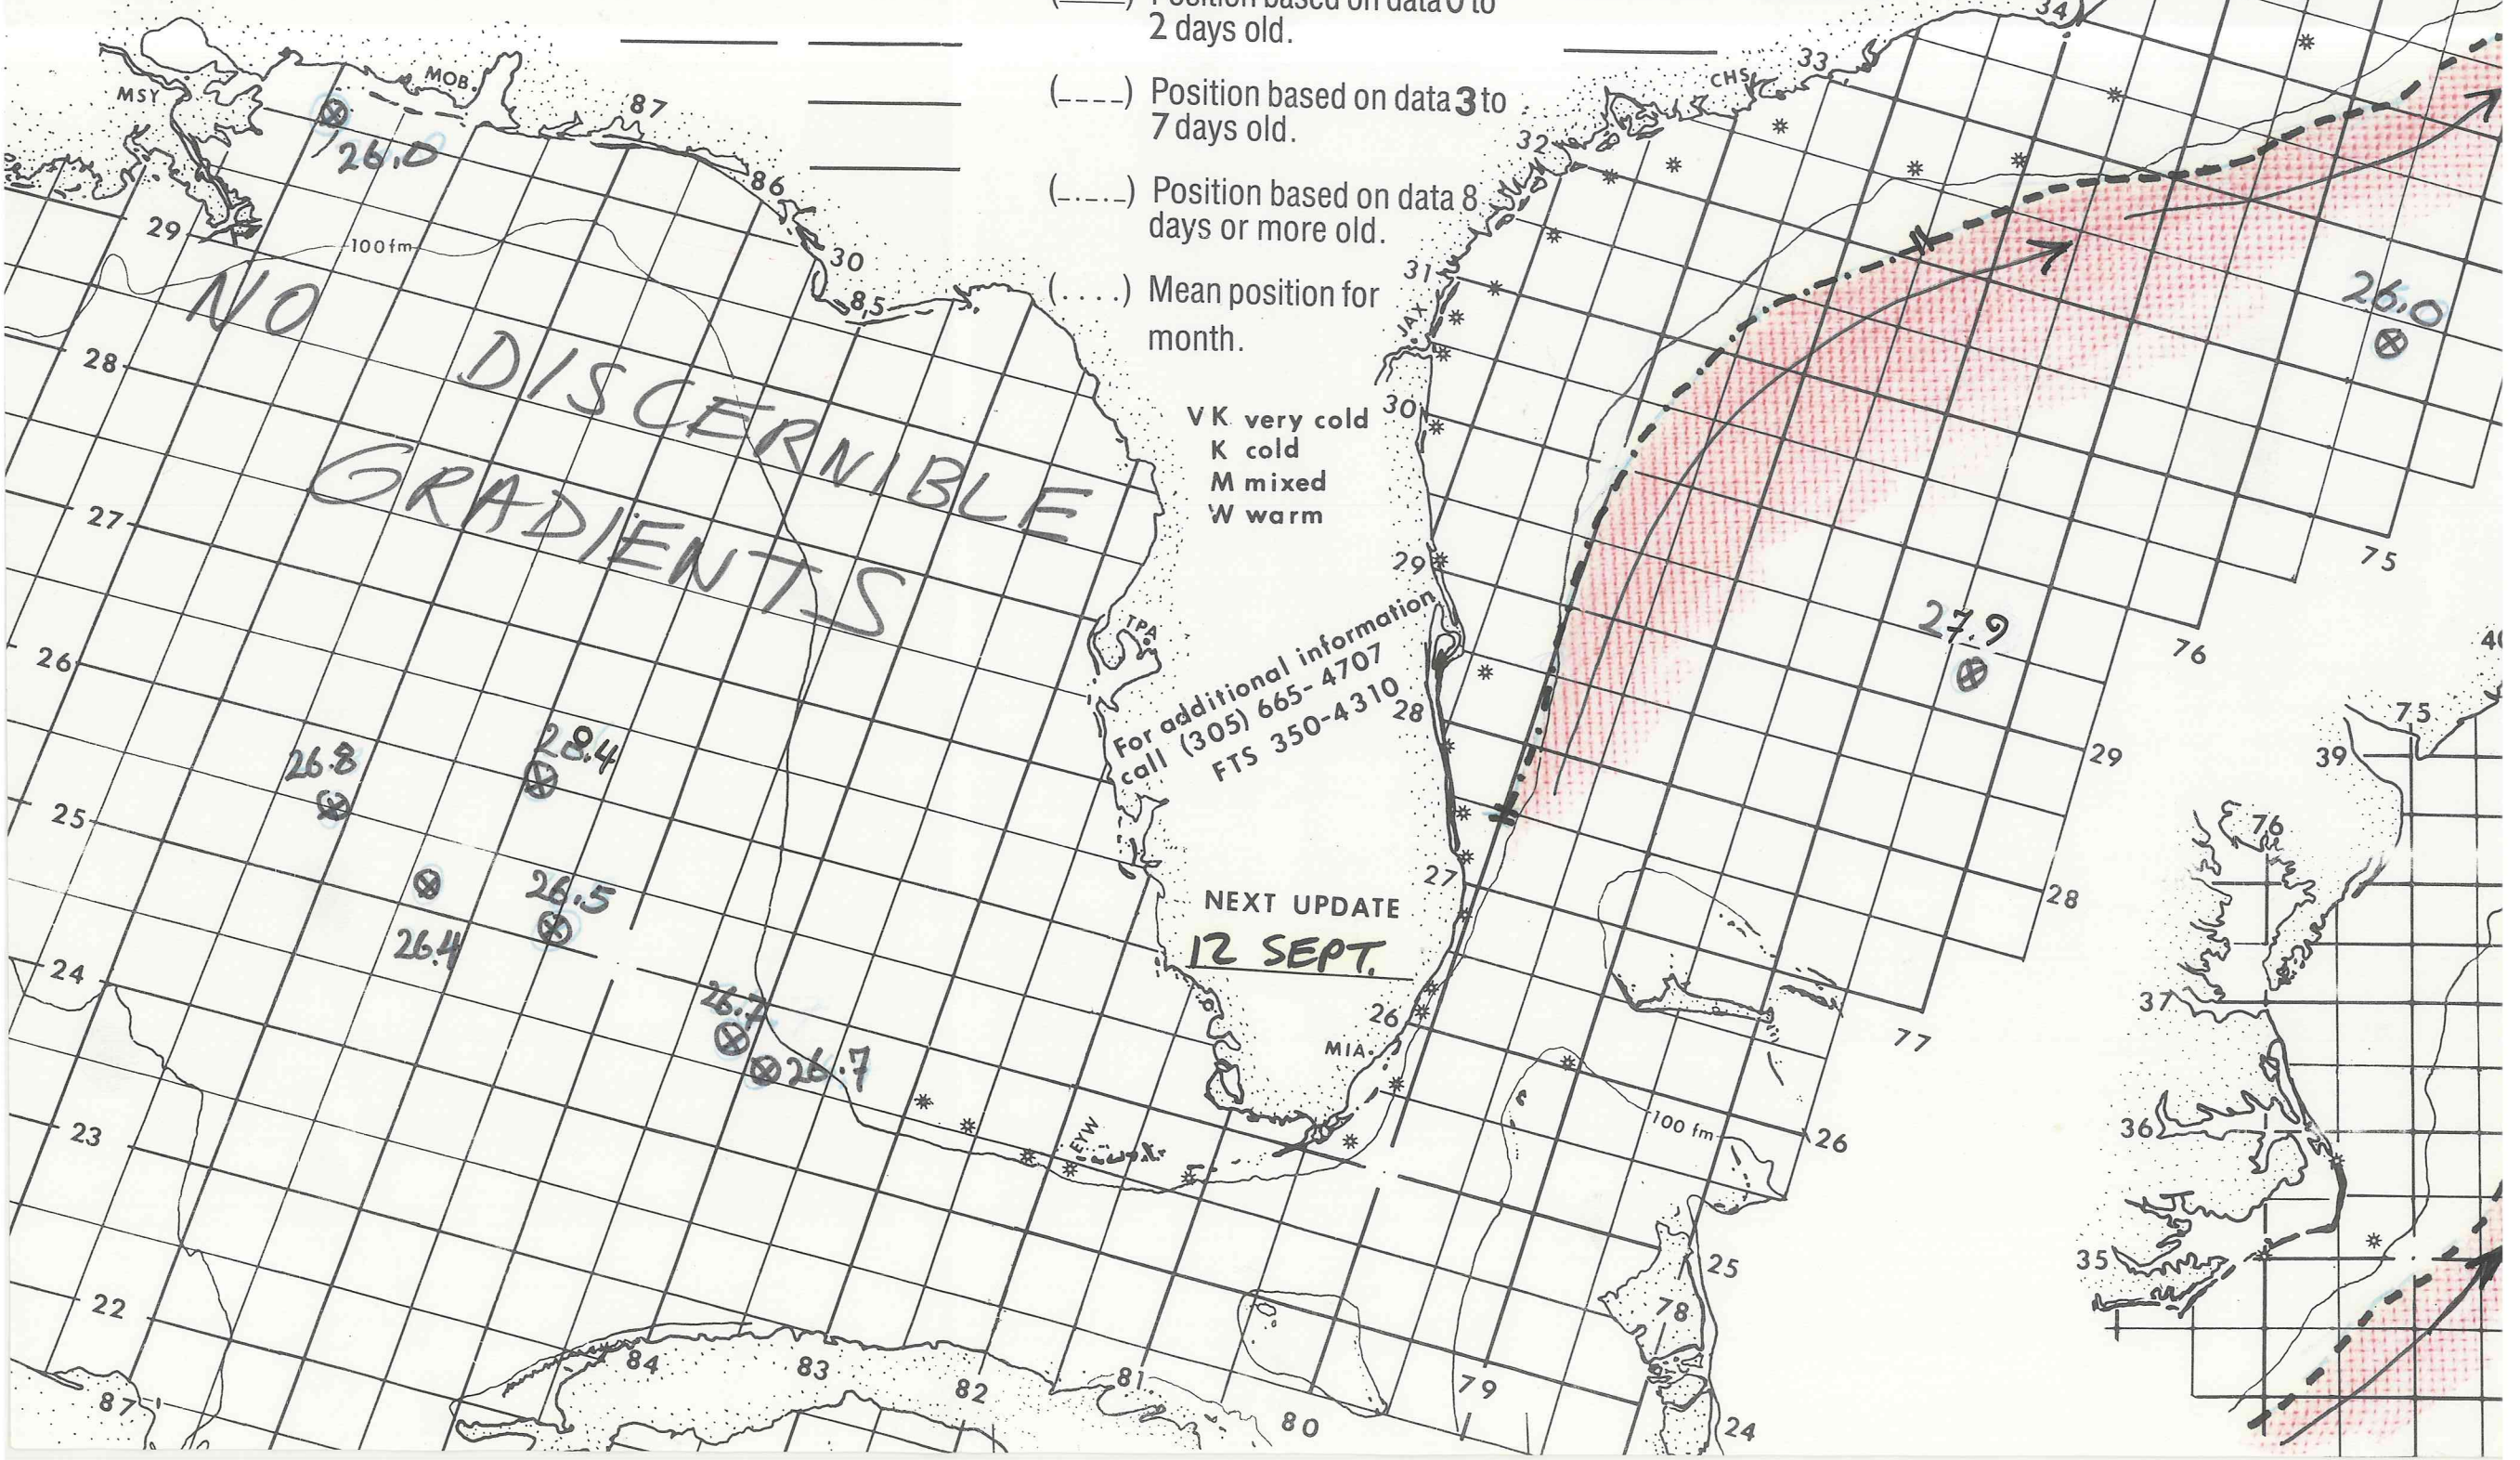 Position based on data 0 to
2 days old.
(____) Position based on data 3 to
7 days old.
(_._._) Position based on data 8
days or more old.
(....) Mean position for
month.
VK very cold
K cold
M mixed
W warm
For additional information
call (305) 665-4707
FTS 350-4310
NEXT UPDATE
12 SEPT.
NO
DISCERNIBLE
GRADIENTS
MSY
MOB.
26.0
87
86
30
85
100 fm
29
28
27
26
25
24
23
22
87
26.8
26.4
26.5
26.7
26.7
EYW
MIA.
TPA
JAX
CHS
34
33
32
31
30
29
28
27
26
26.0
27.9
75
76
29
28
77
100 fm
26
25
78
24
84
83
82
81
80
79
40
75
39
76
37
36
35